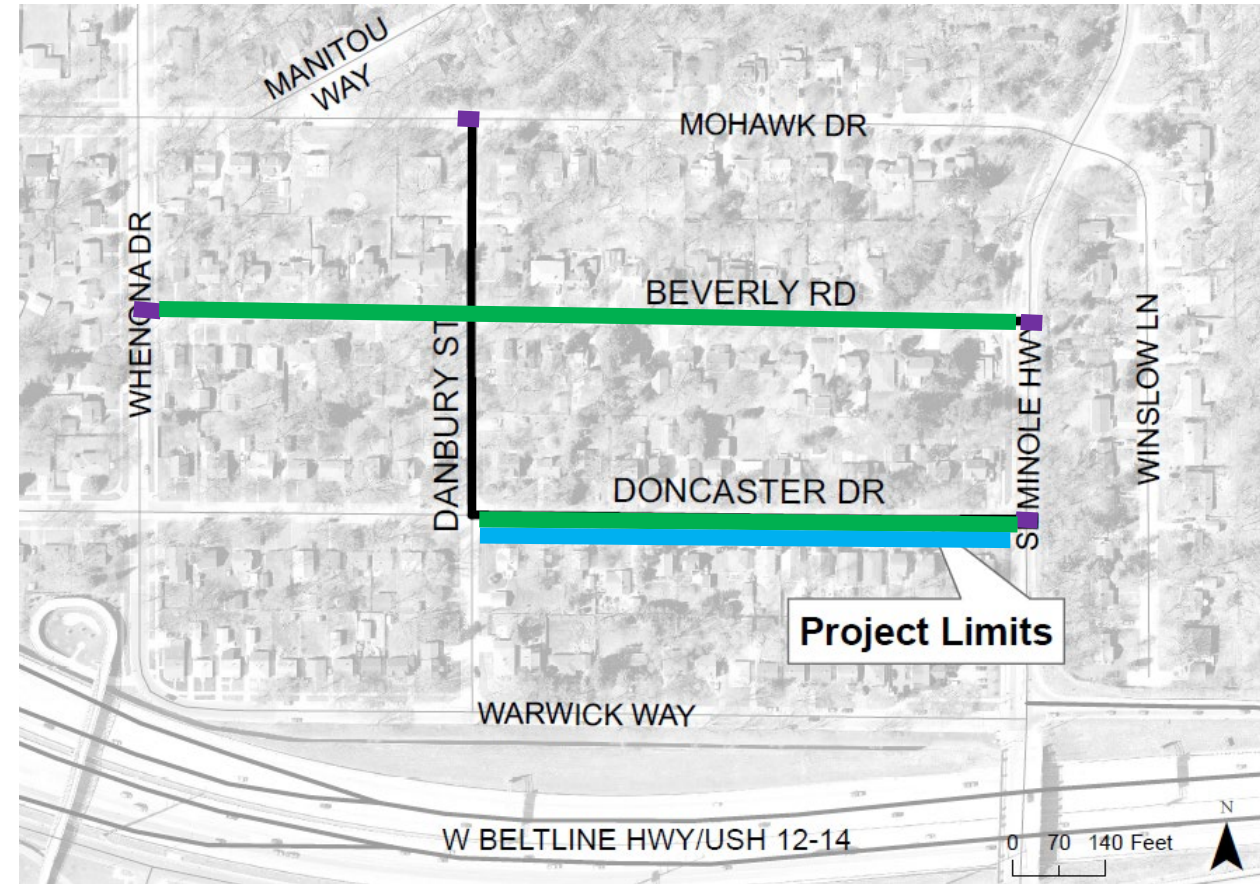 MANITOU
WAY
MOHAWK DR
WHENONA DR
BEVERLY RD
DANBURY ST
S MINOLE HWY
WINSLOW LN
DONCASTER DR
Project Limits
WARWICK WAY
W BELTLINE HWY/USH 12-14
0 70 140 Feet
N